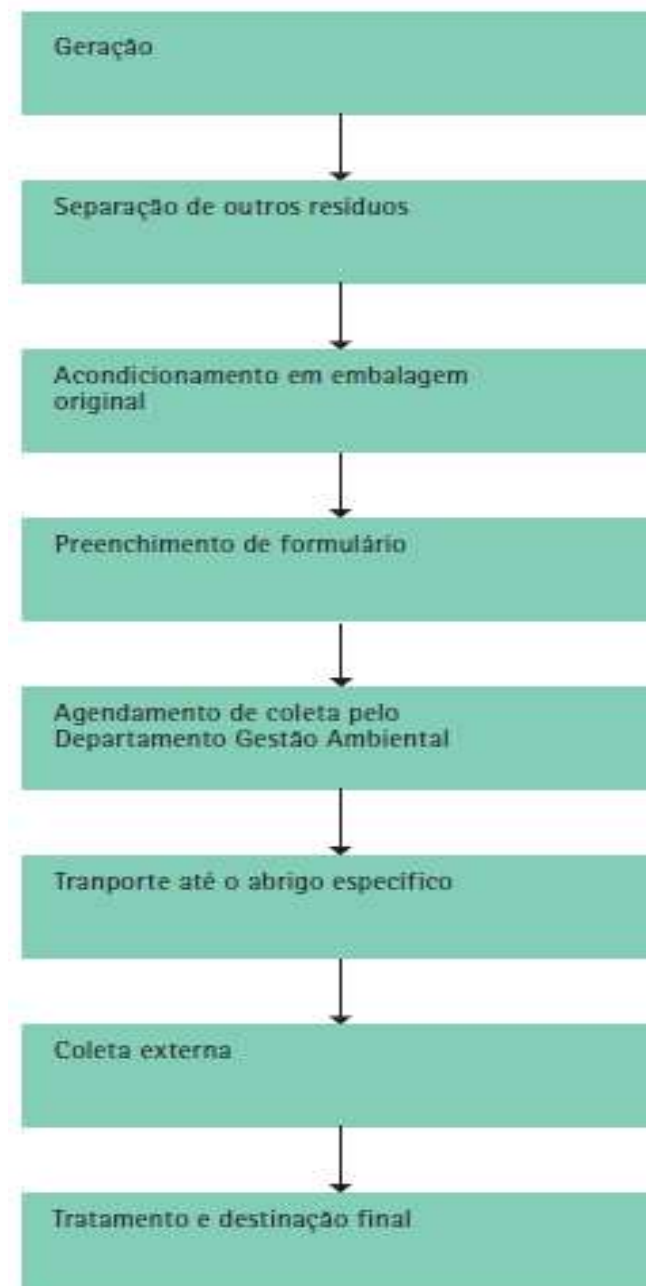 Geração
Separação de outros resíduos
Acondicionamento em embalagem
original
Preenchimento de formulário
Agendamento de coleta pelo
Departamento Gestão Ambiental
Tranporte até o abrigo específico
Coleta externa
Tratamento e destinação final